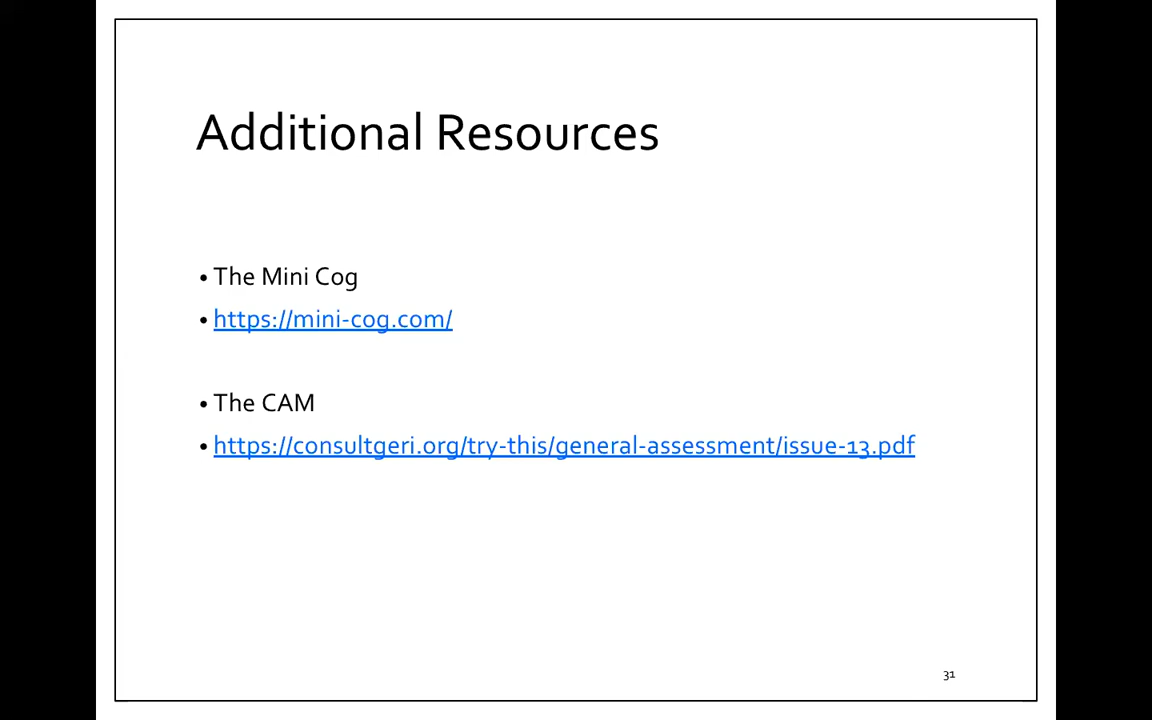 Additional Resources
• The Mini Cog
• https://mini-cog.com/
• The CAM
• https://consultgeri.org/try-this/general-assessment/issue-13.pdf
31